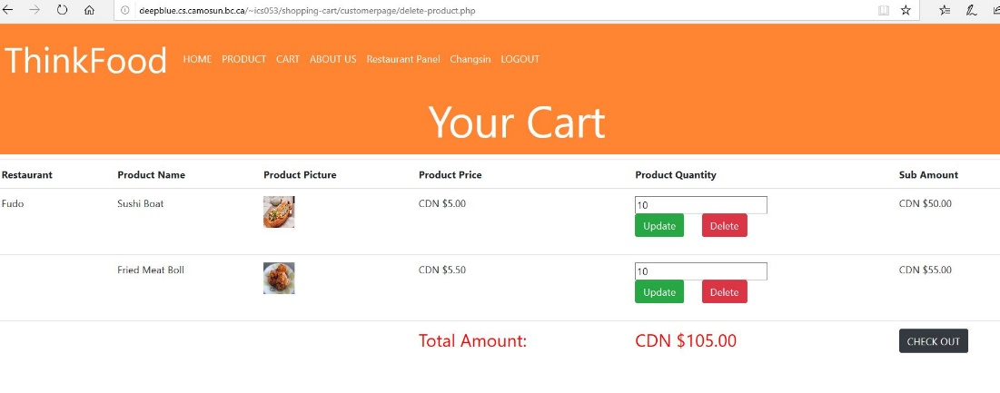 deepblue.cs.camosun.bc.ca/~ics053/shopping-cart/customerpage/delete-product.php
ThinkFood HOME PRODUCT CART ABOUT US Restaurant Panel Changsin LOGOUT
Your Cart
Restaurant Product Name Product Picture Product Price Product Quantity Sub Amount
Fudo Sushi Boat CDN $5.00 10 CDN $50.00
Update Delete
Fried Meat Boll CDN $5.50 10 CDN $55.00
Update Delete
Total Amount: CDN $105.00 CHECK OUT